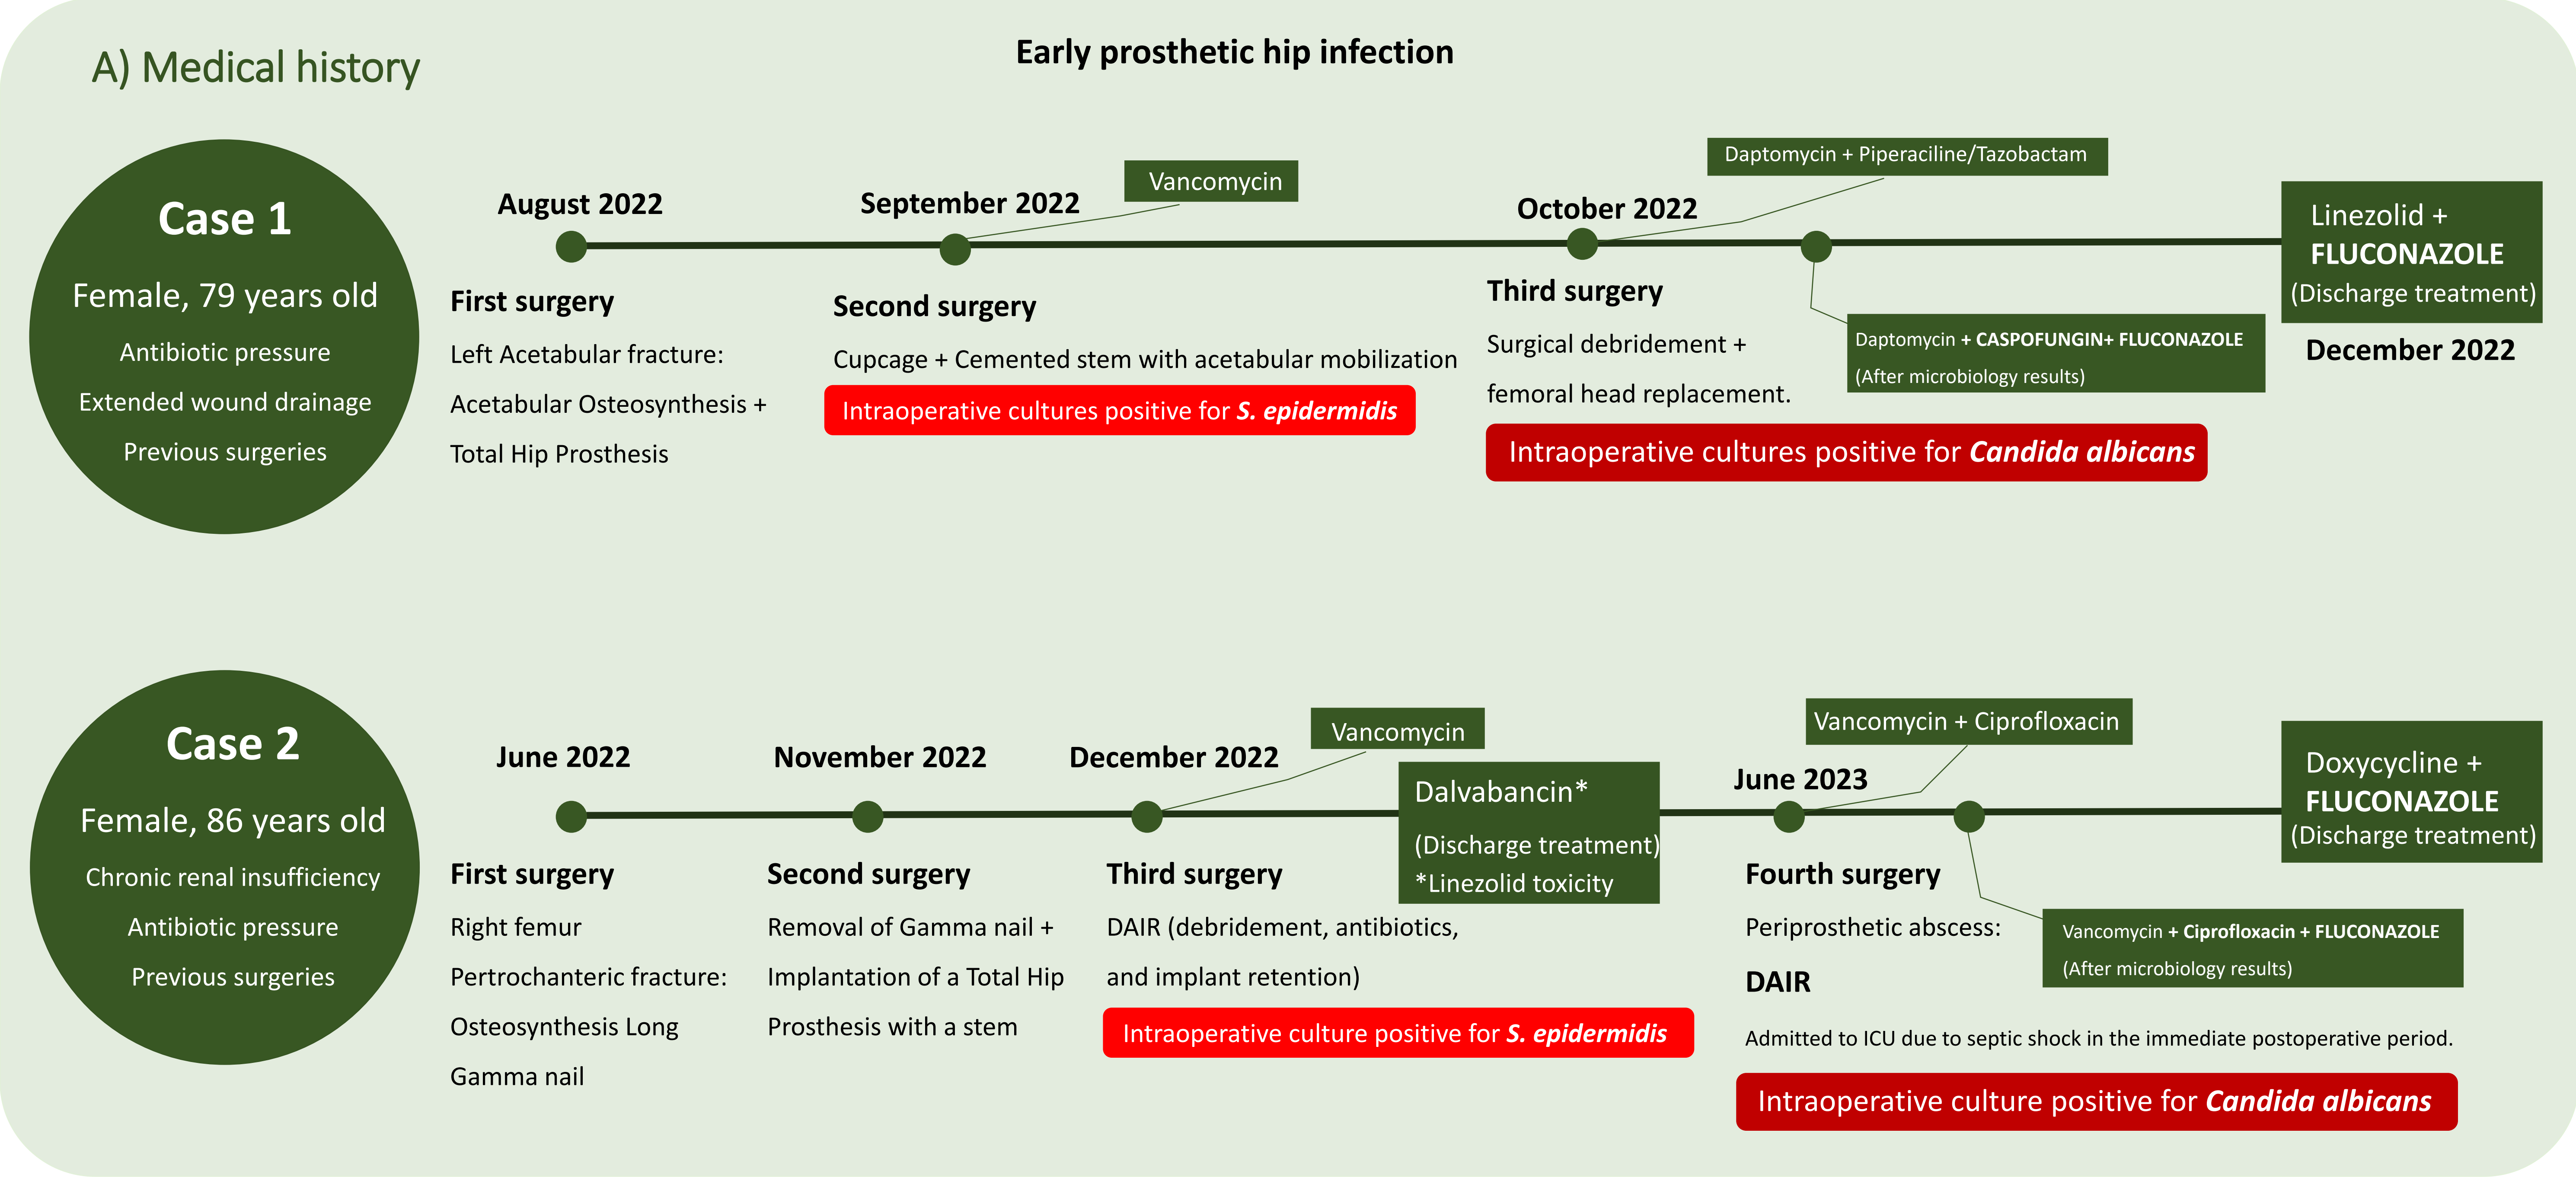 A) Medical history
Early prosthetic hip infection
Case 1
Female, 79 years old
Antibiotic pressure
Extended wound drainage
Previous surgeries
August 2022
First surgery
Left Acetabular fracture:
Acetabular Osteosynthesis +
Total Hip Prosthesis
September 2022
Vancomycin
Second surgery
Cupcage + Cemented stem with acetabular mobilization
Intraoperative cultures positive for S. epidermidis
October 2022
Daptomycin + Piperaciline/Tazobactam
Third surgery
Surgical debridement +
femoral head replacement.
Intraoperative cultures positive for Candida albicans
Daptomycin + CASPOFUNGIN+ FLUCONAZOLE
(After microbiology results)
Linezolid +
FLUCONAZOLE
(Discharge treatment)
December 2022
Case 2
Female, 86 years old
Chronic renal insufficiency
Antibiotic pressure
Previous surgeries
June 2022
First surgery
Right femur
Pertrochanteric fracture:
Osteosynthesis Long
Gamma nail
November 2022
Second surgery
Removal of Gamma nail +
Implantation of a Total Hip
Prosthesis with a stem
December 2022
Vancomycin
Third surgery
DAIR (debridement, antibiotics,
and implant retention)
Intraoperative culture positive for S. epidermidis
Dalvabancin*
(Discharge treatment)
*Linezolid toxicity
June 2023
Vancomycin + Ciprofloxacin
Fourth surgery
Periprosthetic abscess:
DAIR
Admitted to ICU due to septic shock in the immediate postoperative period.
Intraoperative culture positive for Candida albicans
Vancomycin + Ciprofloxacin + FLUCONAZOLE
(After microbiology results)
Doxycycline +
FLUCONAZOLE
(Discharge treatment)